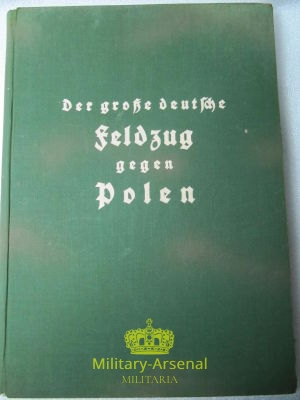 Der große deutsche
Feldzug
gegen
Polen
Military-Arsenal
MILITARIA